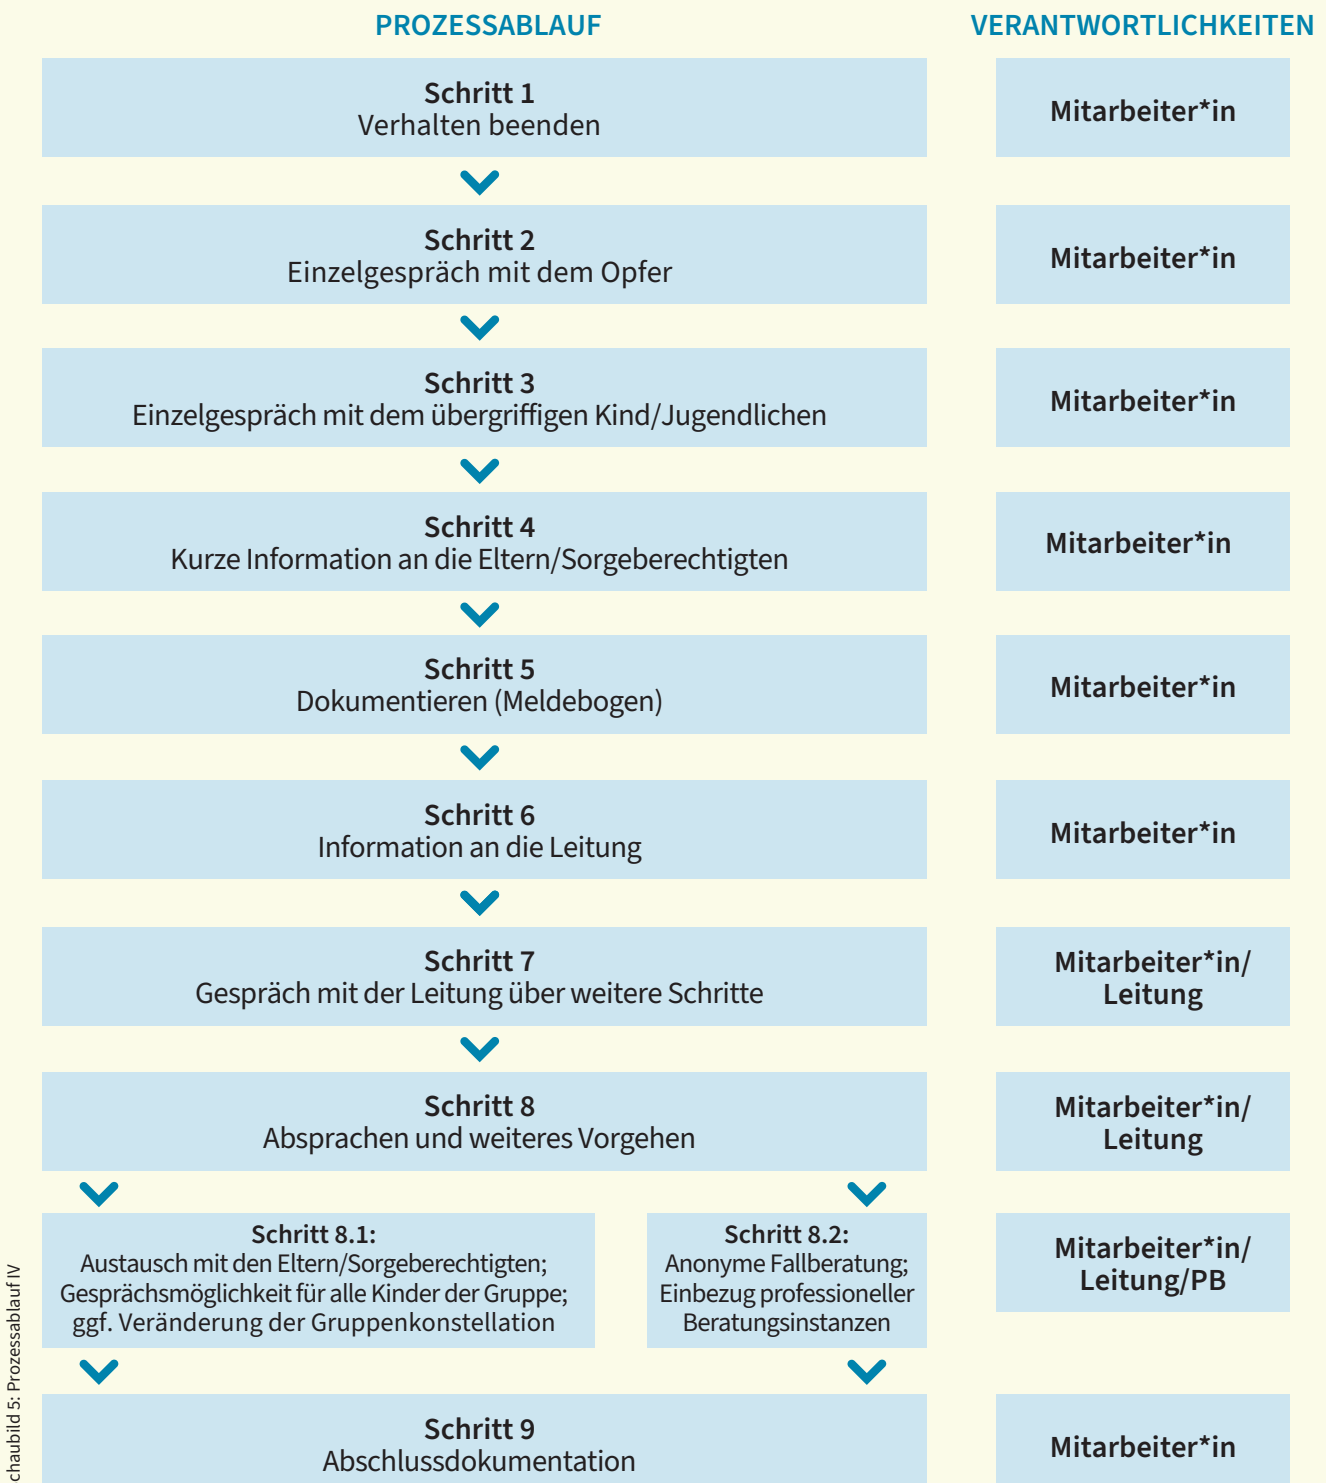 PROZESSABLAUF
VERANTWORTLICHKEITEN
Schritt 1
Verhalten beenden
Mitarbeiter*in
Schritt 2
Einzelgespräch mit dem Opfer
Mitarbeiter*in
Schritt 3
Einzelgespräch mit dem übergriffigen Kind/Jugendlichen
Mitarbeiter*in
Schritt 4
Kurze Information an die Eltern/Sorgeberechtigten
Mitarbeiter*in
Schritt 5
Dokumentieren (Meldebogen)
Mitarbeiter*in
Schritt 6
Information an die Leitung
Mitarbeiter*in
Schritt 7
Gespräch mit der Leitung über weitere Schritte
Mitarbeiter*in/
Leitung
Schritt 8
Absprachen und weiteres Vorgehen
Mitarbeiter*in/
Leitung
Schritt 8.1:
Austausch mit den Eltern/Sorgeberechtigten;
Gesprächsmöglichkeit für alle Kinder der Gruppe;
ggf. Veränderung der Gruppenkonstellation
Schritt 8.2:
Anonyme Fallberatung;
Einbezug professioneller
Beratungsinstanzen
Mitarbeiter*in/
Leitung/PB
Schritt 9
Abschlussdokumentation
Mitarbeiter*in
chaubild 5: Prozessablauf IV